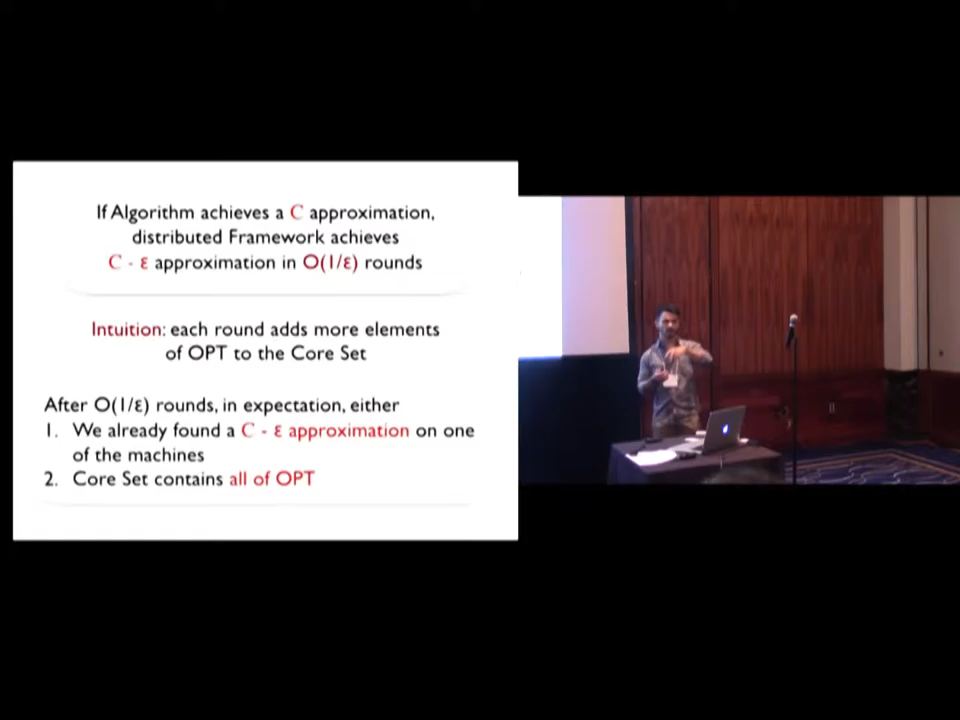 If Algorithm achieves a C approximation,
distributed Framework achieves
C - ε approximation in O(1/ε) rounds
Intuition: each round adds more elements
of OPT to the Core Set
After O(1/ε) rounds, in expectation, either
1. We already found a C - ε approximation on one
of the machines
2. Core Set contains all of OPT